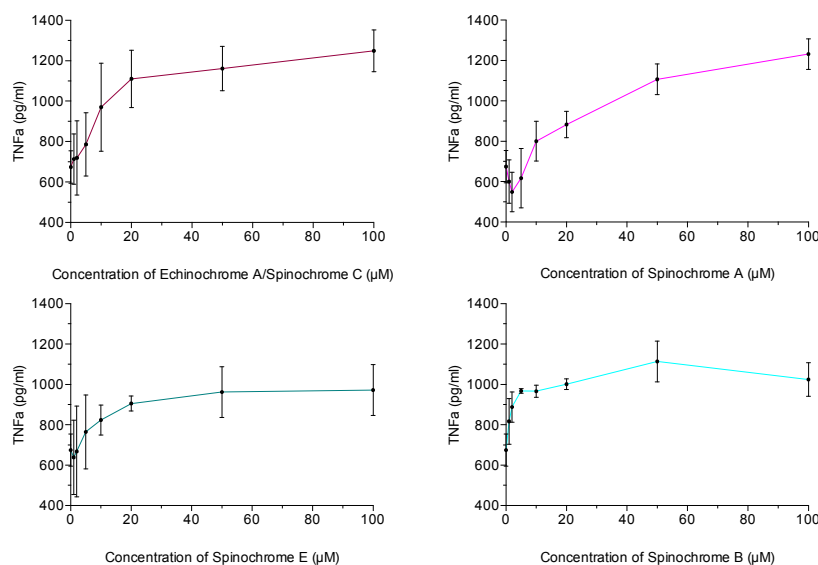 1400
1200
1000
800
600
400
TNFa (pg/ml)
0 20 40 60 80 100
Concentration of Echinochrome A/Spinochrome C (µM)
1400
1200
1000
800
600
400
TNFa (pg/ml)
0 20 40 60 80 100
Concentration of Spinochrome A (µM)
1400
1200
1000
800
600
400
TNFa (pg/ml)
0 20 40 60 80 100
Concentration of Spinochrome E (µM)
1400
1200
1000
800
600
400
TNFa (pg/ml)
0 20 40 60 80 100
Concentration of Spinochrome B (µM)